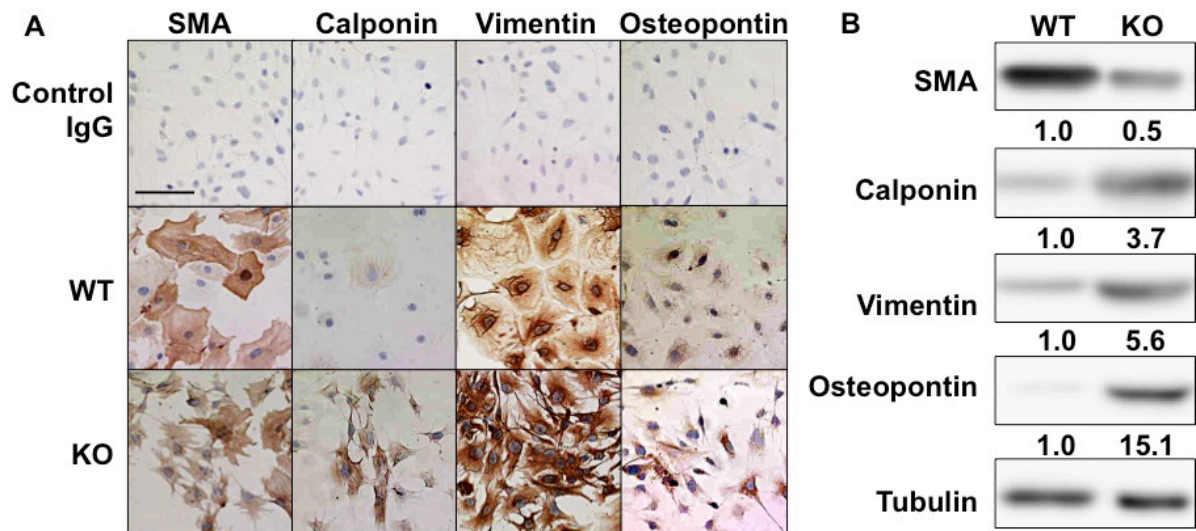 A
SMA Calponin Vimentin Osteopontin
Control
IgG
WT
KO
B
WT KO
SMA
1.0 0.5
Calponin
1.0 3.7
Vimentin
1.0 5.6
Osteopontin
1.0 15.1
Tubulin